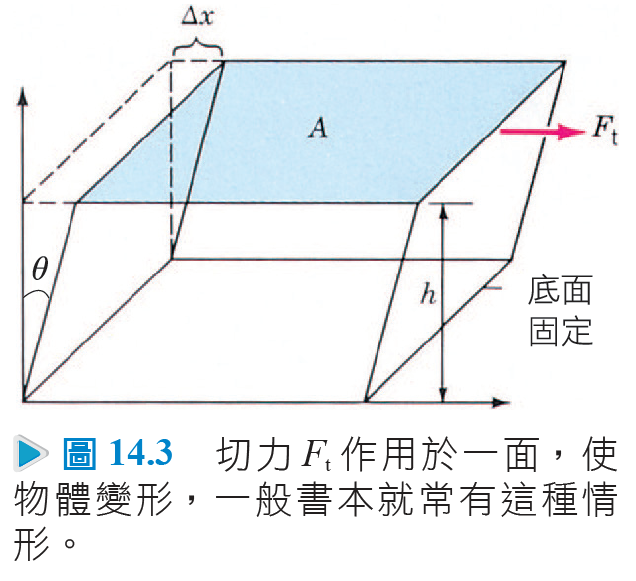 Δx
A
Ft
θ
h
底面
固定
圖 14.3 切力 Ft 作用於一面，使
物體變形，一般書本就常有這種情
形。